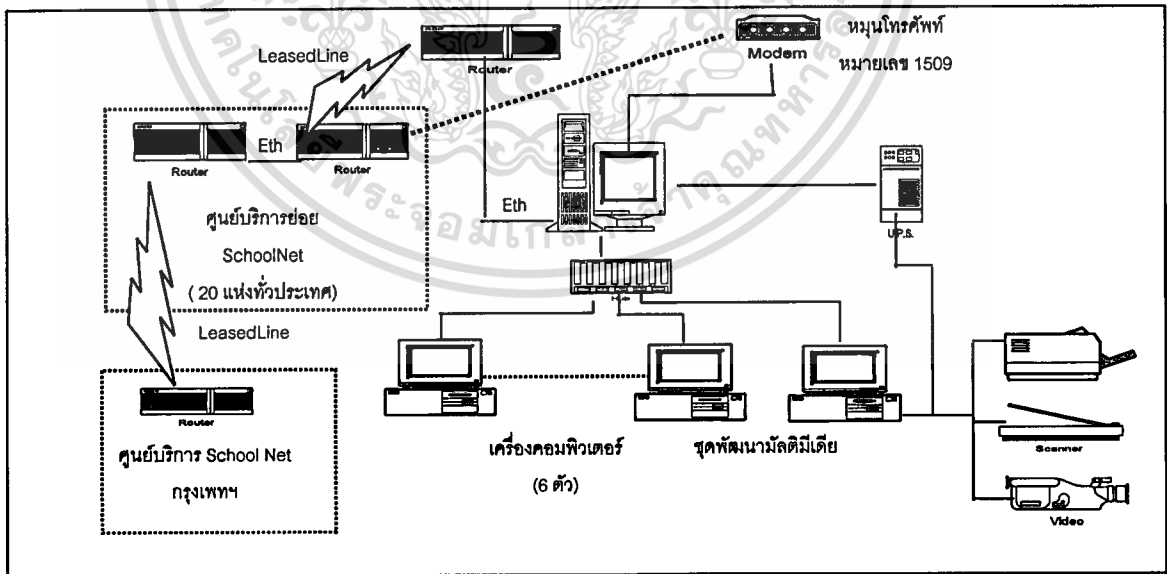 LeasedLine
Router
Modem
หมุนโทรศัพท์
หมายเลข 1509
Eth
Router
Router
ศูนย์บริการย่อย
SchoolNet
( 20 แห่งทั่วประเทศ)
LeasedLine
Eth
U.P.S.
Router
ศูนย์บริการ School Net
กรุงเทพฯ
เครื่องคอมพิวเตอร์
(6 ตัว)
ชุดพัฒนามัลติมีเดีย
Scanner
Video